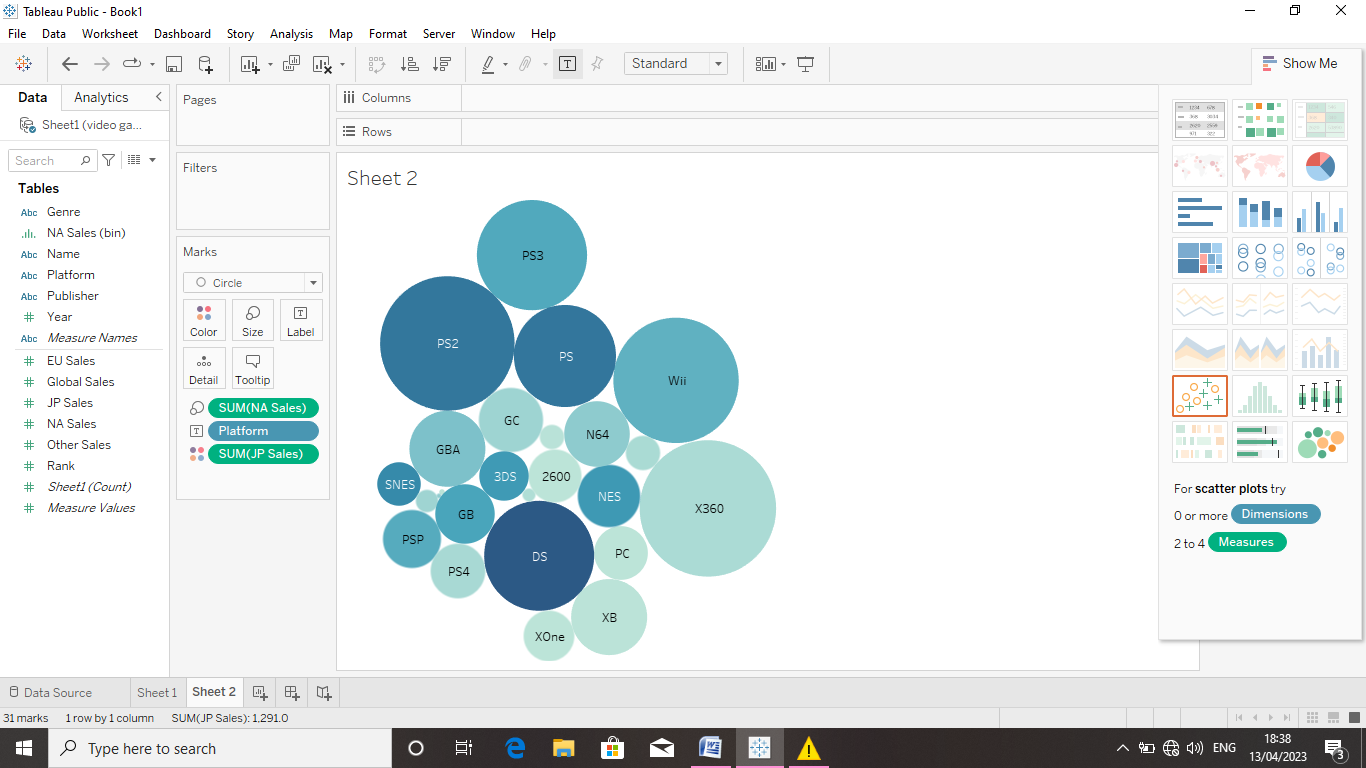 Tableau Public - Book1
File Data Worksheet Dashboard Story Analysis Map Format Server Window Help
Standard
Show Me
Data Analytics
Sheet1 (video ga...
Search
Tables
Abc Genre
NA Sales (bin)
Abc Name
Abc Platform
Abc Publisher
# Year
Abc Measure Names
# EU Sales
# Global Sales
# JP Sales
# NA Sales
# Other Sales
# Rank
# Sheet1 (Count)
# Measure Values
Pages
Filters
Marks
Circle
Color Size Label
Detail Tooltip
SUM(NA Sales)
Platform
SUM(JP Sales)
Columns
Rows
Sheet 2
PS3
PS2
PS
Wii
GC
N64
GBA
3DS
2600
SNES
NES
X360
GB
PSP
DS
PC
PS4
XB
XOne
For scatter plots try
0 or more Dimensions
2 to 4 Measures
Data Source Sheet 1 Sheet 2
31 marks 1 row by 1 column SUM(JP Sales): 1,291.0
Type here to search
ENG
18:38
13/04/2023
3